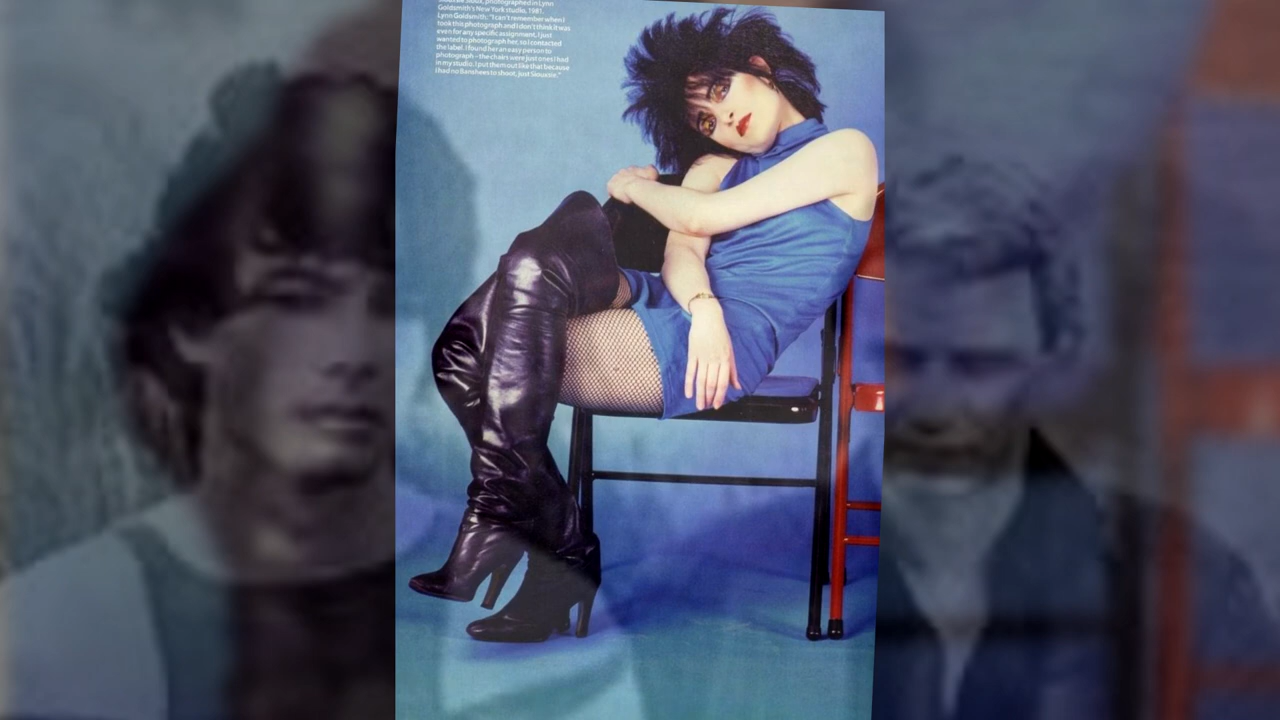 Siouxsie Sioux, photographed in Lynn
Goldsmith's New York studio, 1981.
Lynn Goldsmith: "I can't remember when I
took this photograph and I don't think it was
even for any specific assignment. I just
wanted to photograph her, so I contacted
the label. I found her an easy person to
photograph – the chairs were just ones I had
in my studio. I put them out like that because
I had no Banshees to shoot, just Siouxsie."